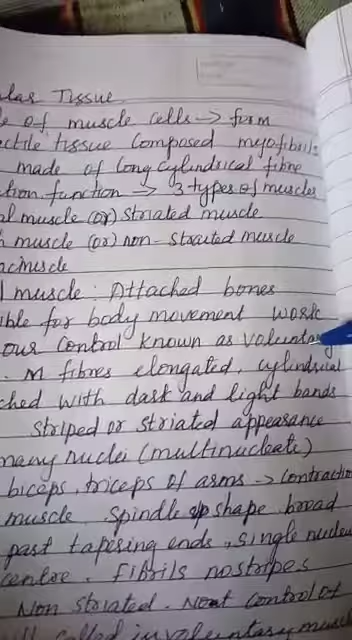 Tissue
of muscle cells → form
tissue composed myofibrils
made of long cylindrical fibre
function → 3 types of muscles
muscle (or) Striated muscle
muscle (or) non-Striated muscle
muscle : Attached bones
for body movement work
our control known as voluntary
M fibres elongated, cylindrical
with dark and light bands
Striped or striated appearance
many nuclei (multinucleate)
biceps, triceps of arms → contraction
muscle Spindle shape broad
part tapering ends, single nucleus
centre. Fibrils no stripes
Non Striated. Not control of
called involuntary muscle